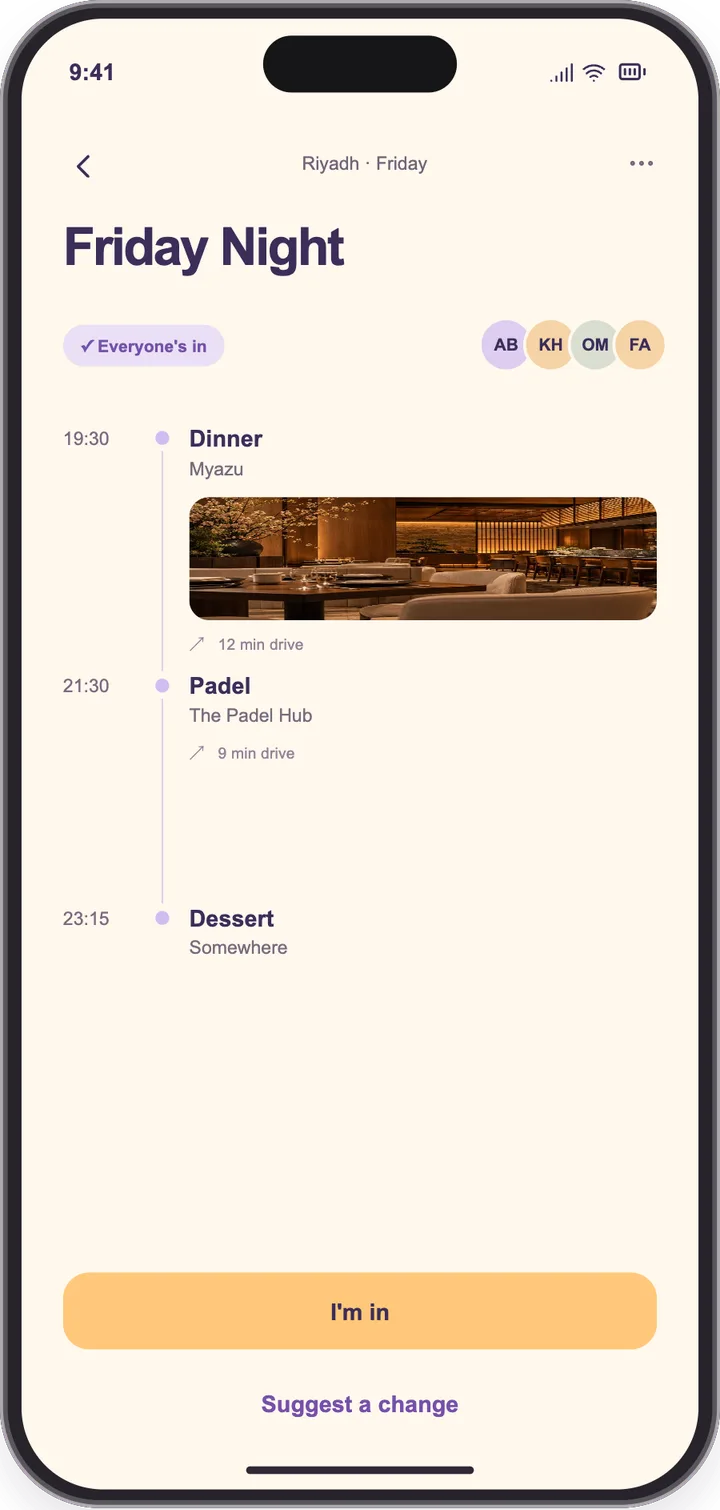 9:41
Riyadh · Friday
Friday Night
✓ Everyone's in
AB KH OM FA
19:30 Dinner
Myazu
12 min drive
21:30 Padel
The Padel Hub
9 min drive
23:15 Dessert
Somewhere
I'm in
Suggest a change